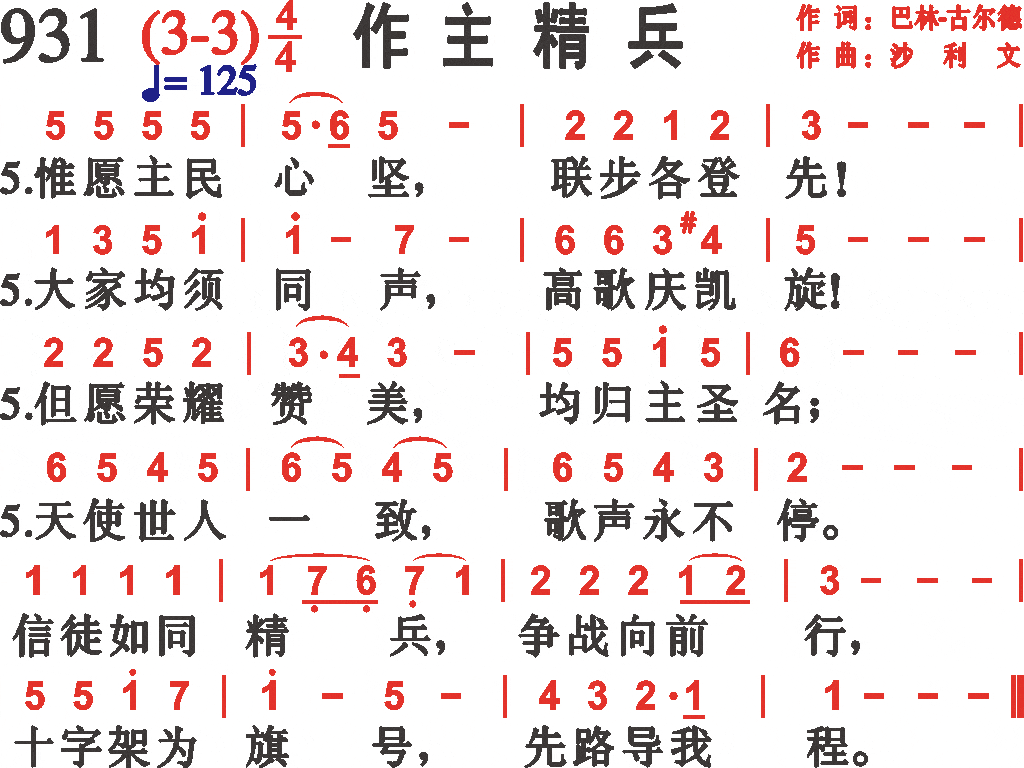 931 (3-3) 4/4 作主精兵 作 词：巴林-古尔德
♩= 125 作 曲：沙 利 文
5 5 5 5 | 5·6 5 － | 2 2 1 2 | 3 － － － |
5.惟愿主民 心 坚， 联步各登 先！
1 3 5 i | i － 7 － | 6 6 3 #4 | 5 － － － |
5.大家均须 同 声， 高歌庆凯 旋！
2 2 5 2 | 3·4 3 － | 5 5 i 5 | 6 － － － |
5.但愿荣耀 赞 美， 均归主圣 名；
6 5 4 5 | 6 5 4 5 | 6 5 4 3 | 2 － － － |
5.天使世人 一 致， 歌声永不 停。
1 1 1 1 | 1 7 6 7 1 | 2 2 2 1 2 | 3 － － － |
信徒如同 精 兵， 争战向前 行，
5 5 i 7 | i － 5 － | 4 3 2·1 | 1 － － － ‖
十字架为 旗 号， 先路导我 程。